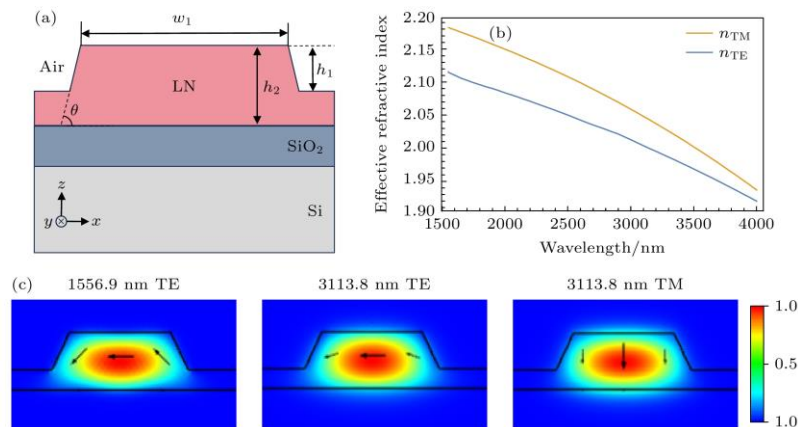 (a)
w₁
Air
LN
h₂
h₁
θ
SiO₂
Si
z
y
x
(b)
n_TM
n_TE
Effective refractive index
2.20
2.15
2.10
2.05
2.00
1.95
1.90
1500
2000
2500
3000
3500
4000
Wavelength/nm
(c)
1556.9 nm TE
3113.8 nm TE
3113.8 nm TM
1.0
0.5
1.0